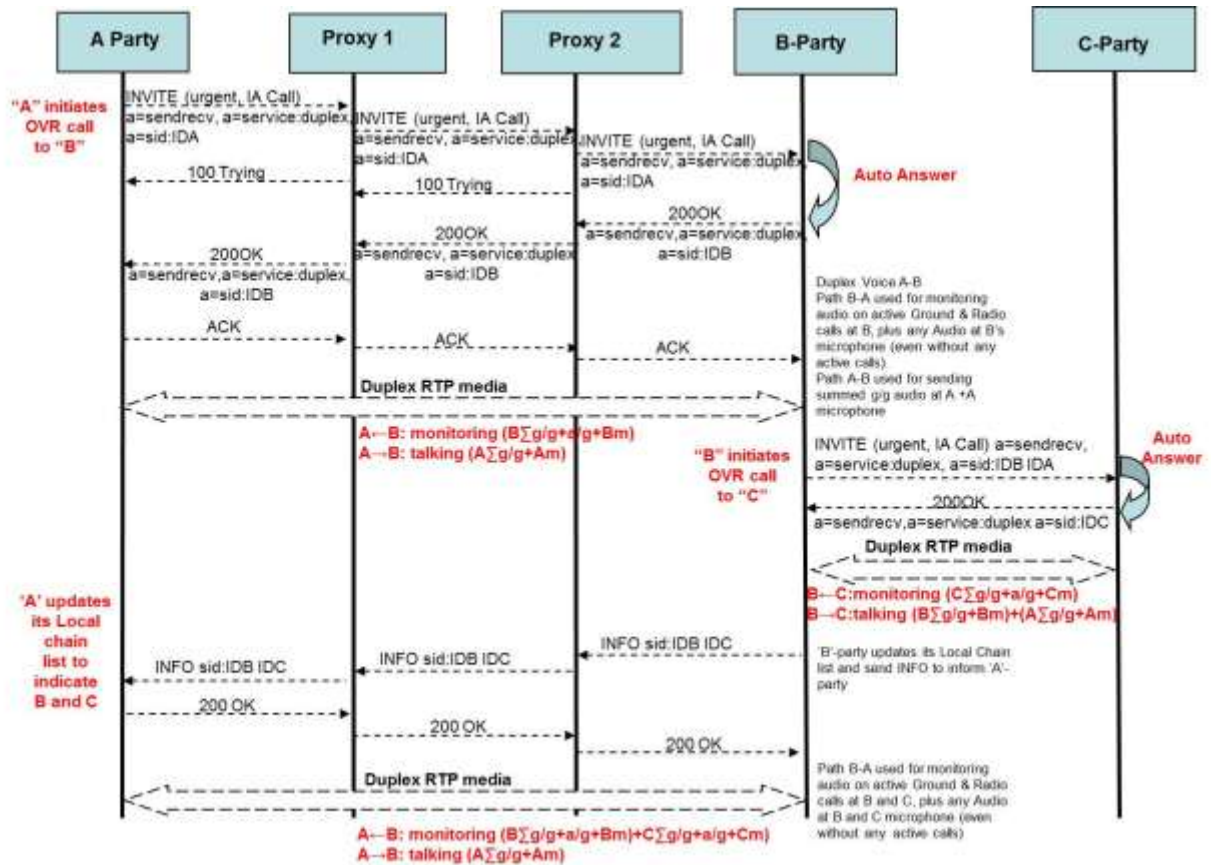 A Party
Proxy 1
Proxy 2
B-Party
C-Party
"A" initiates
OVR call
to "B"
INVITE (urgent, IA Call)
a=sendrecv, a=service:duplex,
a=sid:IDA
INVITE (urgent, IA Call)
a=sendrecv, a=service:duplex,
a=sid:IDA
INVITE (urgent, IA Call)
a=sendrecv, a=service:duplex,
a=sid:IDA
100 Trying
100 Trying
Auto Answer
200OK
a=sendrecv,a=service:duplex,
a=sid:IDB
200OK
a=sendrecv, a=service:duplex
a=sid:IDB
200OK
a=sendrecv,a=service:duplex,
a=sid:IDB
ACK
ACK
ACK
Duplex Voice A-B
Path B-A used for monitoring
audio on active Ground & Radio
calls at B, plus any Audio at B's
microphone (even without any
active calls).
Path A-B used for sending
summed g/g audio at A +A
microphone
Duplex RTP media
A←B: monitoring (B∑g/g+a/g+Bm)
A→B: talking (A∑g/g+Am)
"B" initiates
OVR call
to "C"
INVITE (urgent, IA Call) a=sendrecv,
a=service:duplex, a=sid:IDB IDA
Auto
Answer
200OK
a=sendrecv,a=service:duplex a=sid:IDC
Duplex RTP media
B←C:monitoring (C∑g/g+a/g+Cm)
B→C:talking (B∑g/g+Bm)+(A∑g/g+Am)
'A' updates
its Local
chain
list to
indicate
B and C
INFO sid:IDB IDC
INFO sid:IDB IDC
INFO sid:IDB IDC
'B'-party updates its Local Chain
list and send INFO to inform 'A'-
party
200 OK
200 OK
200 OK
Duplex RTP media
Path B-A used for monitoring
audio on active Ground & Radio
calls at B and C, plus any Audio
at B and C microphone (even
without any active calls)
A←B: monitoring (B∑g/g+a/g+Bm)+C∑g/g+a/g+Cm)
A→B: talking (A∑g/g+Am)